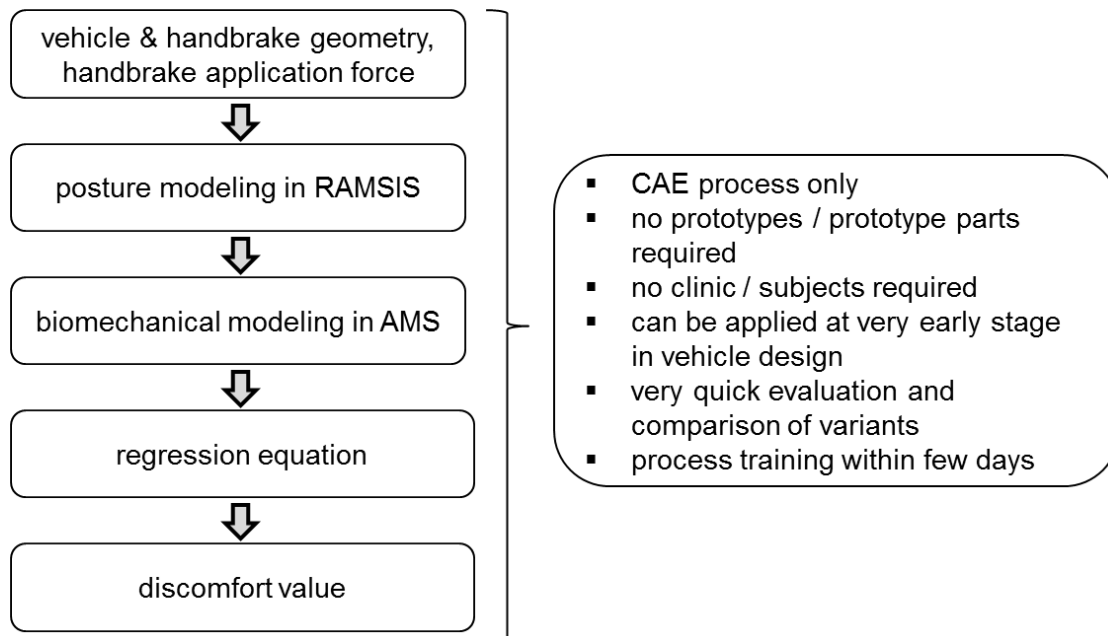 vehicle & handbrake geometry,
handbrake application force
posture modeling in RAMSIS
biomechanical modeling in AMS
regression equation
discomfort value
▪ CAE process only
▪ no prototypes / prototype parts
required
▪ no clinic / subjects required
▪ can be applied at very early stage
in vehicle design
▪ very quick evaluation and
comparison of variants
▪ process training within few days